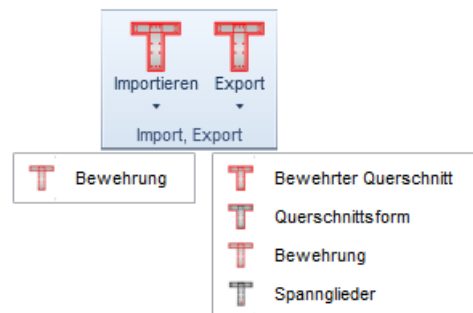 Importieren Export
Import, Export
Bewehrung
Bewehrter Querschnitt
Querschnittsform
Bewehrung
Spannglieder